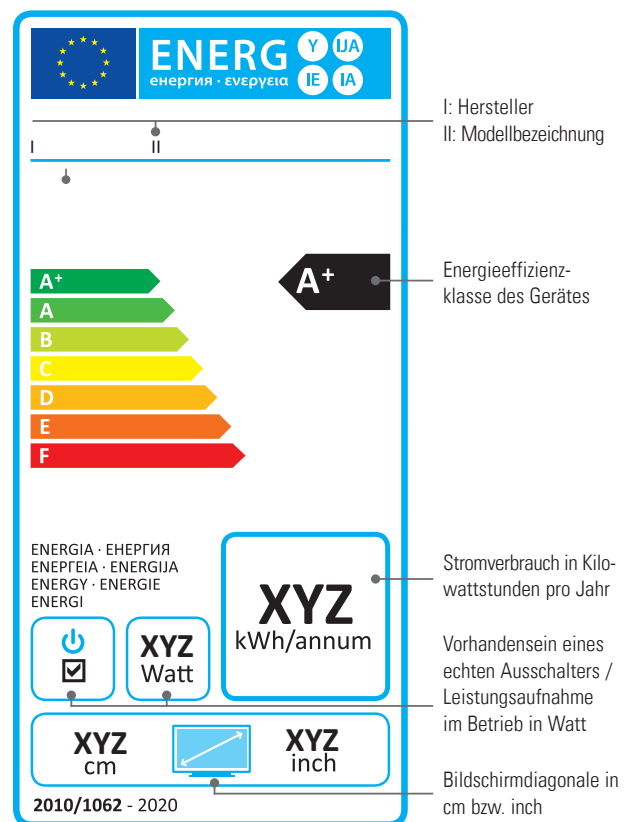 ENERG Y IJA
енергия · ενεργεια IE IA
I II
I: Hersteller
II: Modellbezeichnung
A+
A
B
C
D
E
F
A+
Energieeffizienz-
klasse des Gerätes
ENERGIA · ЕНЕРГИЯ
ΕΝΕΡΓΕΙΑ · ENERGIJA
ENERGY · ENERGIE
ENERGI
XYZ
kWh/annum
Stromverbrauch in Kilo-
wattstunden pro Jahr
XYZ
Watt
Vorhandensein eines
echten Ausschalters /
Leistungsaufnahme
im Betrieb in Watt
XYZ
cm
XYZ
inch
Bildschirmdiagonale in
cm bzw. inch
2010/1062 - 2020